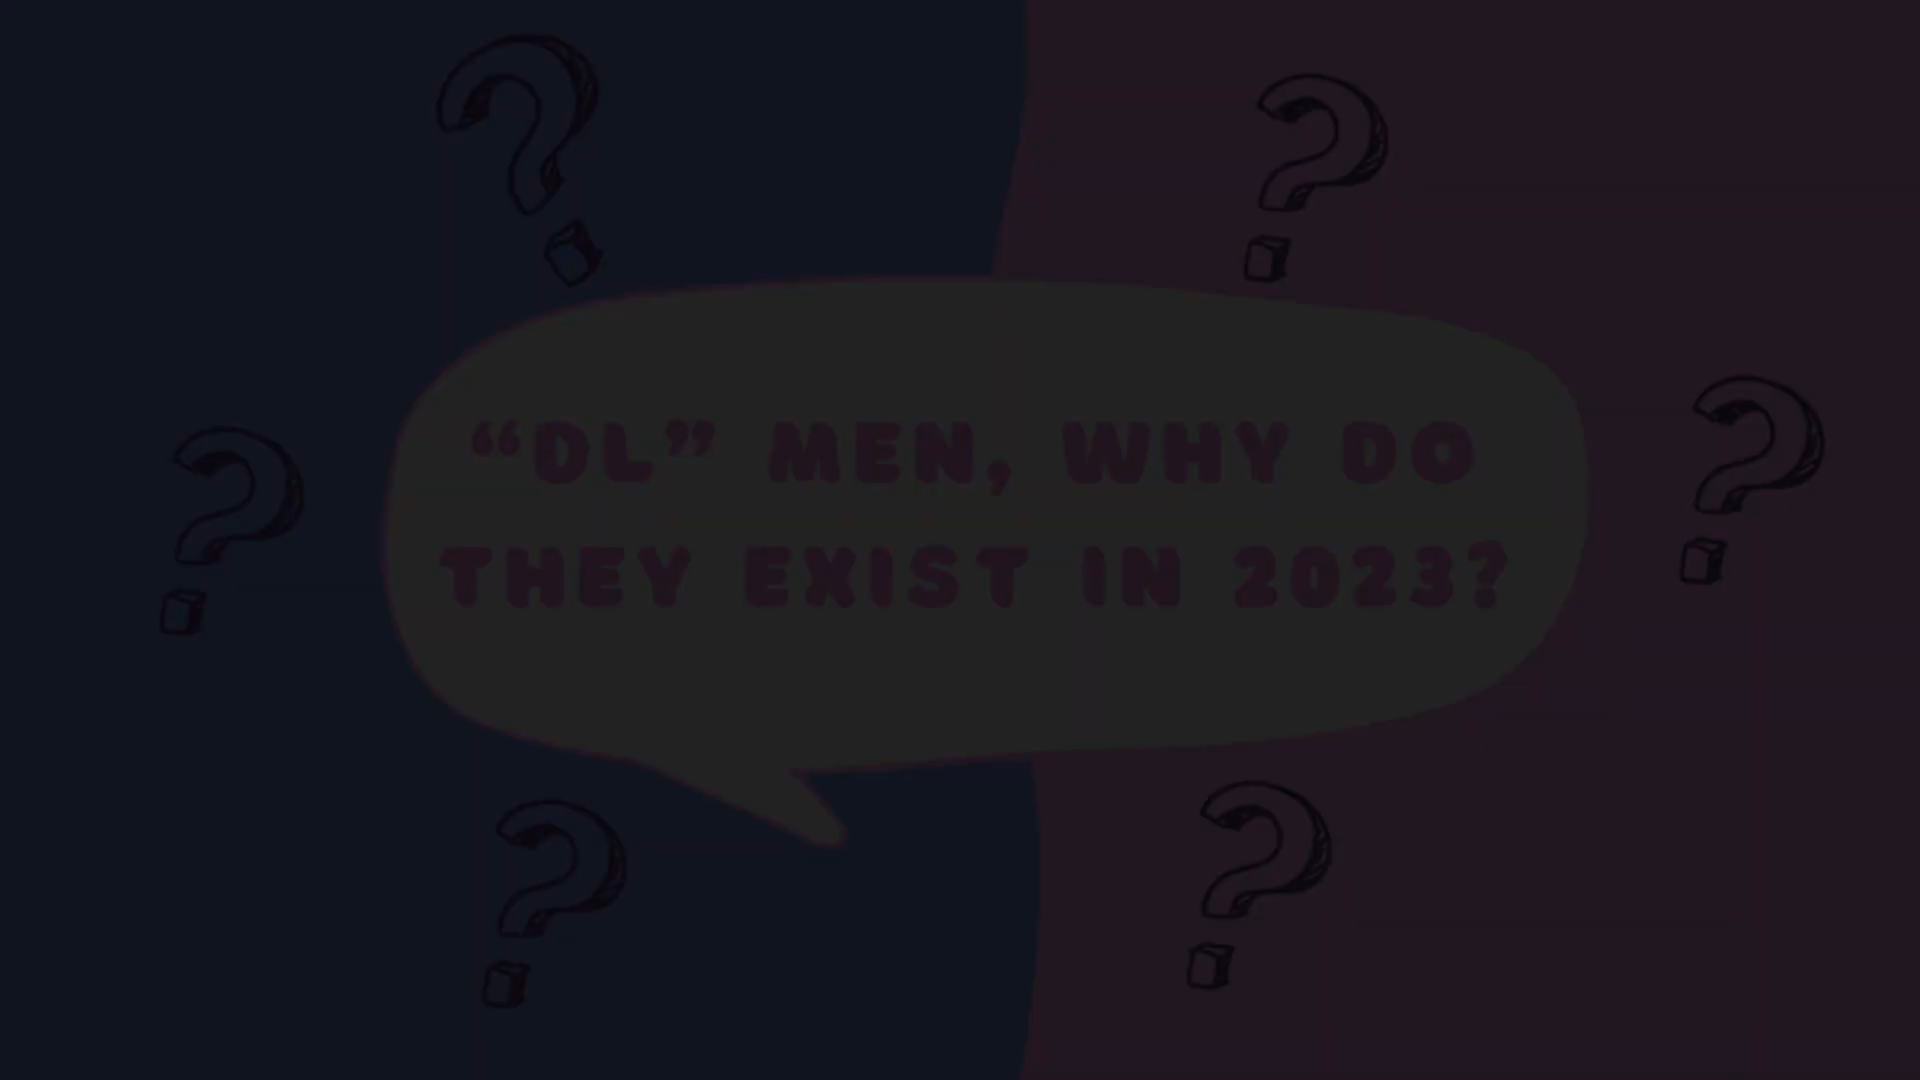 “DL” MEN, WHY DO
THEY EXIST IN 2023?